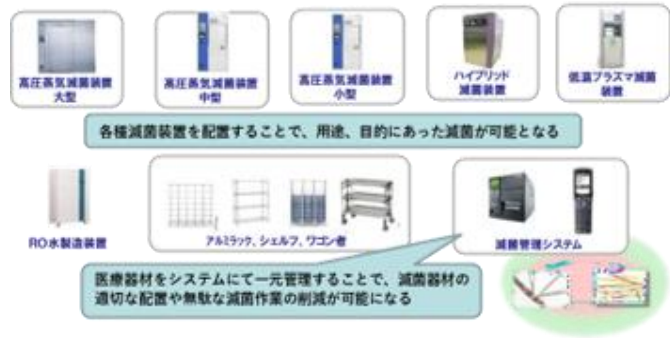 高圧蒸気滅菌装置
大型
高圧蒸気滅菌装置
中型
高圧蒸気滅菌装置
小型
ハイブリッド
滅菌装置
低温プラズマ滅菌
装置
各種滅菌装置を配置することで、用途、目的にあった滅菌が可能となる
RO水製造装置
アルミラック、シェルフ、ワゴン者
滅菌管理システム
医療器材をシステムにて一元管理することで、滅菌器材の
適切な配置や無駄な滅菌作業の削減が可能になる